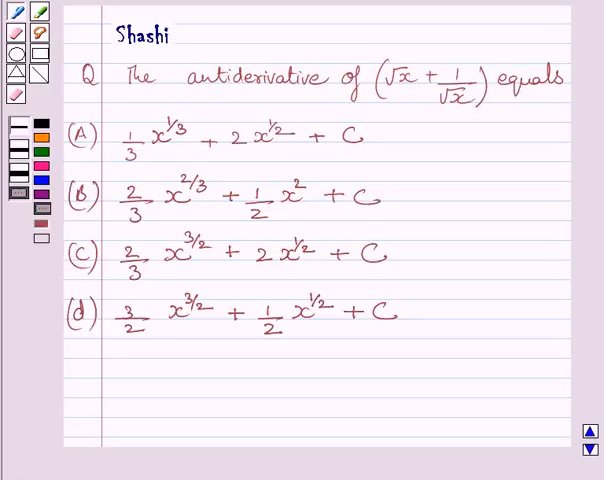 Shashi
Q The antiderivative of (√x + 1/√x) equals
(A) 1/3 x^1/3 + 2x^1/2 + C
(B) 2/3 x^2/3 + 1/2 x^2 + C
(C) 2/3 x^3/2 + 2x^1/2 + C
(d) 3/2 x^3/2 + 1/2 x^1/2 + C